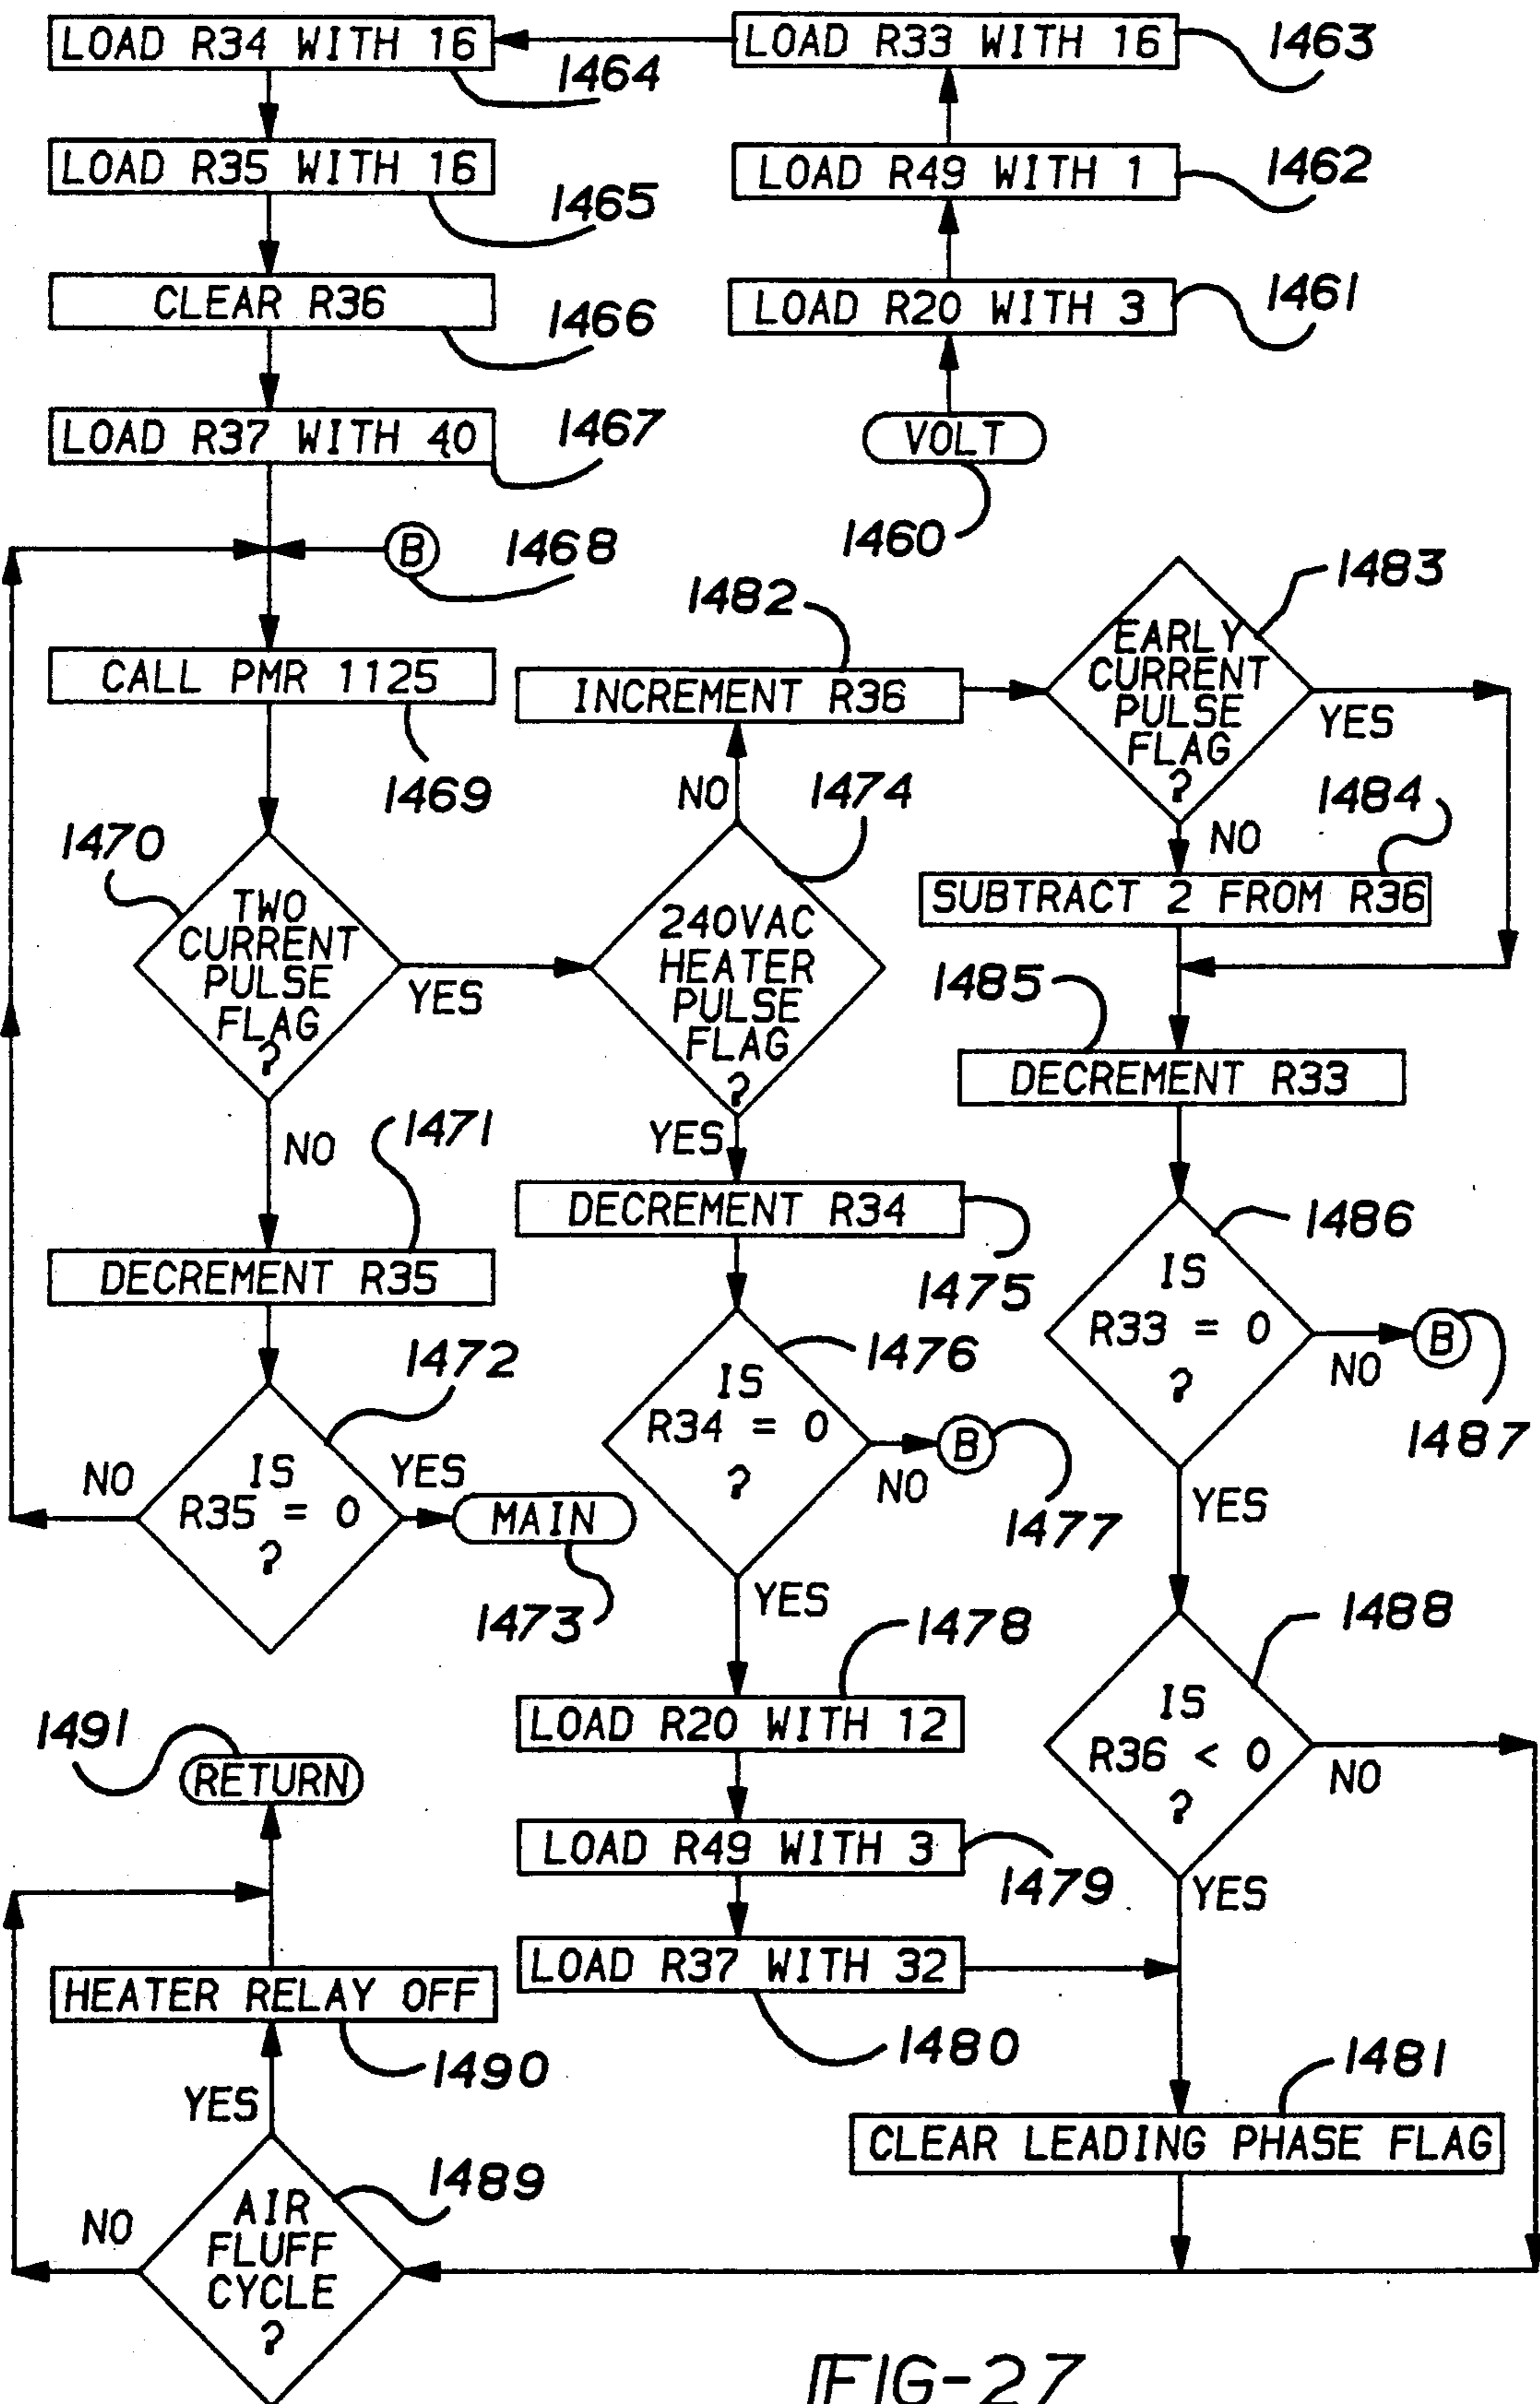 LOAD R34 WITH 16
1464
LOAD R33 WITH 16
1463
LOAD R35 WITH 16
1465
LOAD R49 WITH 1
1462
CLEAR R36
1466
LOAD R20 WITH 3
1461
LOAD R37 WITH 40
1467
VOLT
1460
B
1468
CALL PMR 1125
1469
1482
INCREMENT R36
EARLY
CURRENT
PULSE
FLAG
?
1483
YES
NO
1484
SUBTRACT 2 FROM R36
1470
TWO
CURRENT
PULSE
FLAG
?
YES
NO
NO
1474
240VAC
HEATER
PULSE
FLAG
?
YES
1485
DECREMENT R33
1471
DECREMENT R35
DECREMENT R34
1475
IS
R33 = 0
?
1486
NO
B
1487
YES
1472
IS
R35 = 0
?
NO
YES
MAIN
1473
IS
R34 = 0
?
1476
NO
B
1477
YES
1478
LOAD R20 WITH 12
IS
R36 < 0
?
1488
NO
YES
1491
RETURN
LOAD R49 WITH 3
1479
HEATER RELAY OFF
1490
LOAD R37 WITH 32
1480
1481
CLEAR LEADING PHASE FLAG
YES
1489
AIR
FLUFF
CYCLE
?
NO
FIG-27